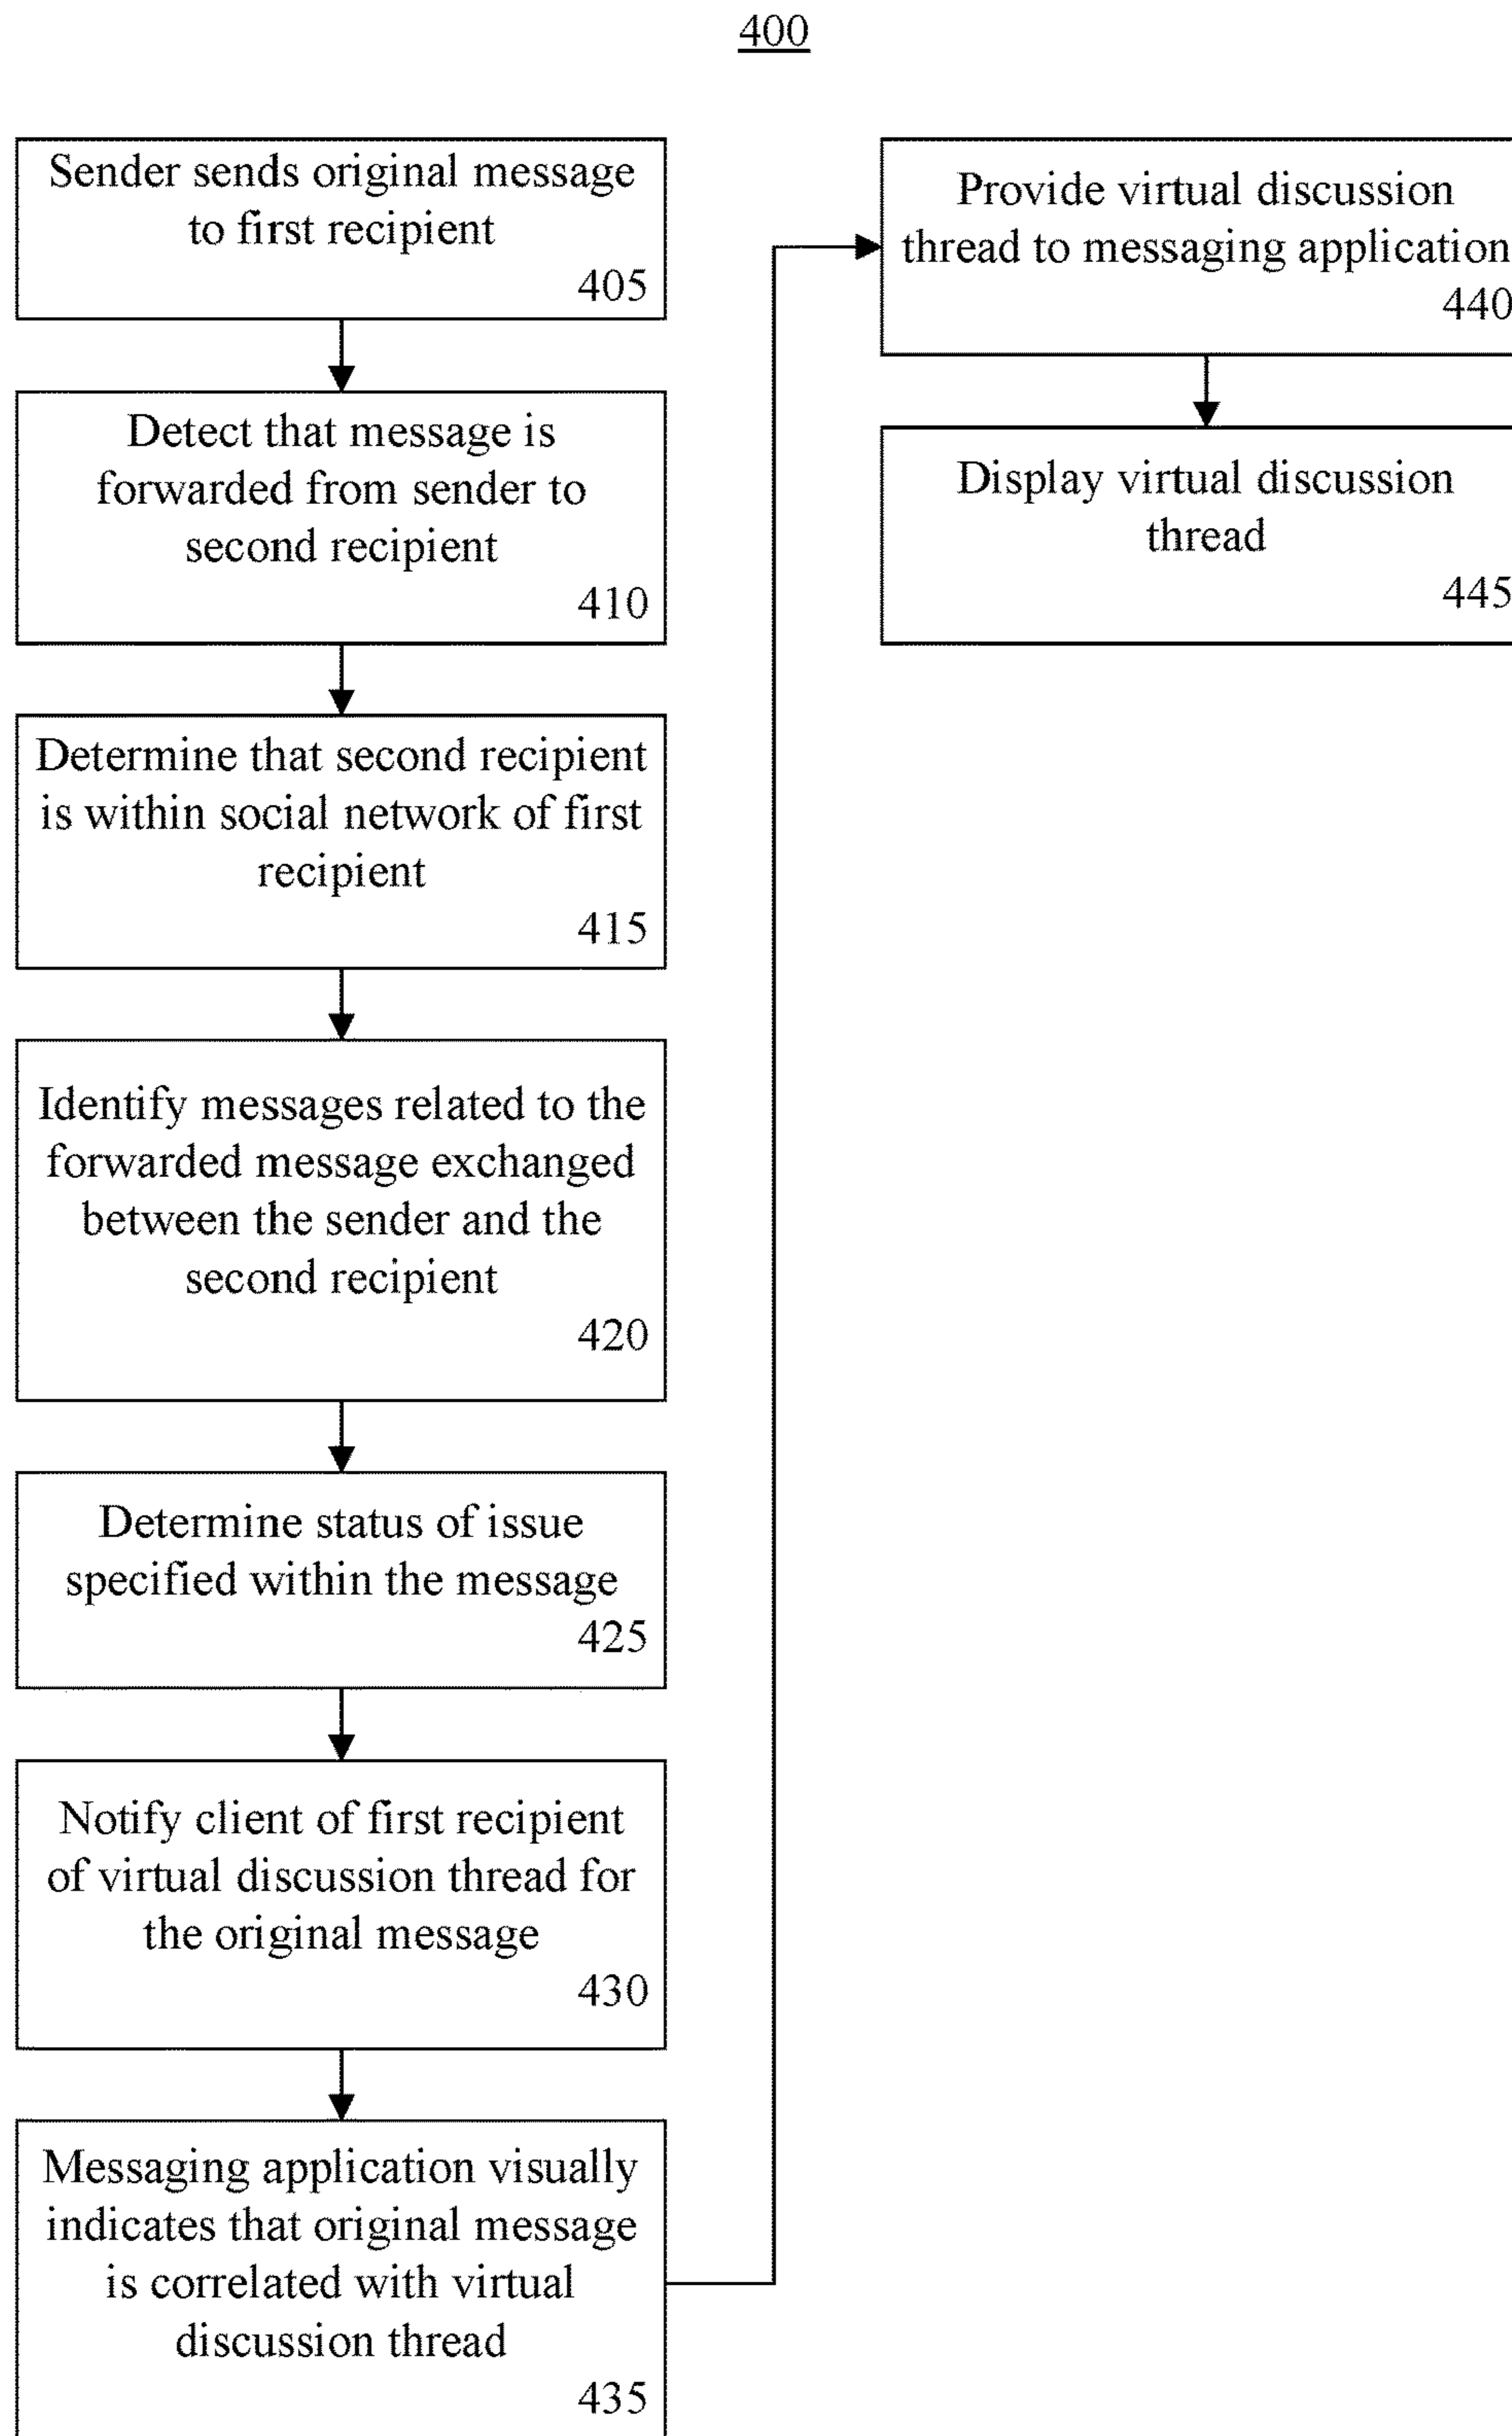 400
Sender sends original message
to first recipient
405
Detect that message is
forwarded from sender to
second recipient
410
Determine that second recipient
is within social network of first
recipient
415
Identify messages related to the
forwarded message exchanged
between the sender and the
second recipient
420
Determine status of issue
specified within the message
425
Notify client of first recipient
of virtual discussion thread for
the original message
430
Messaging application visually
indicates that original message
is correlated with virtual
discussion thread
435
Provide virtual discussion
thread to messaging application
440
Display virtual discussion
thread
445